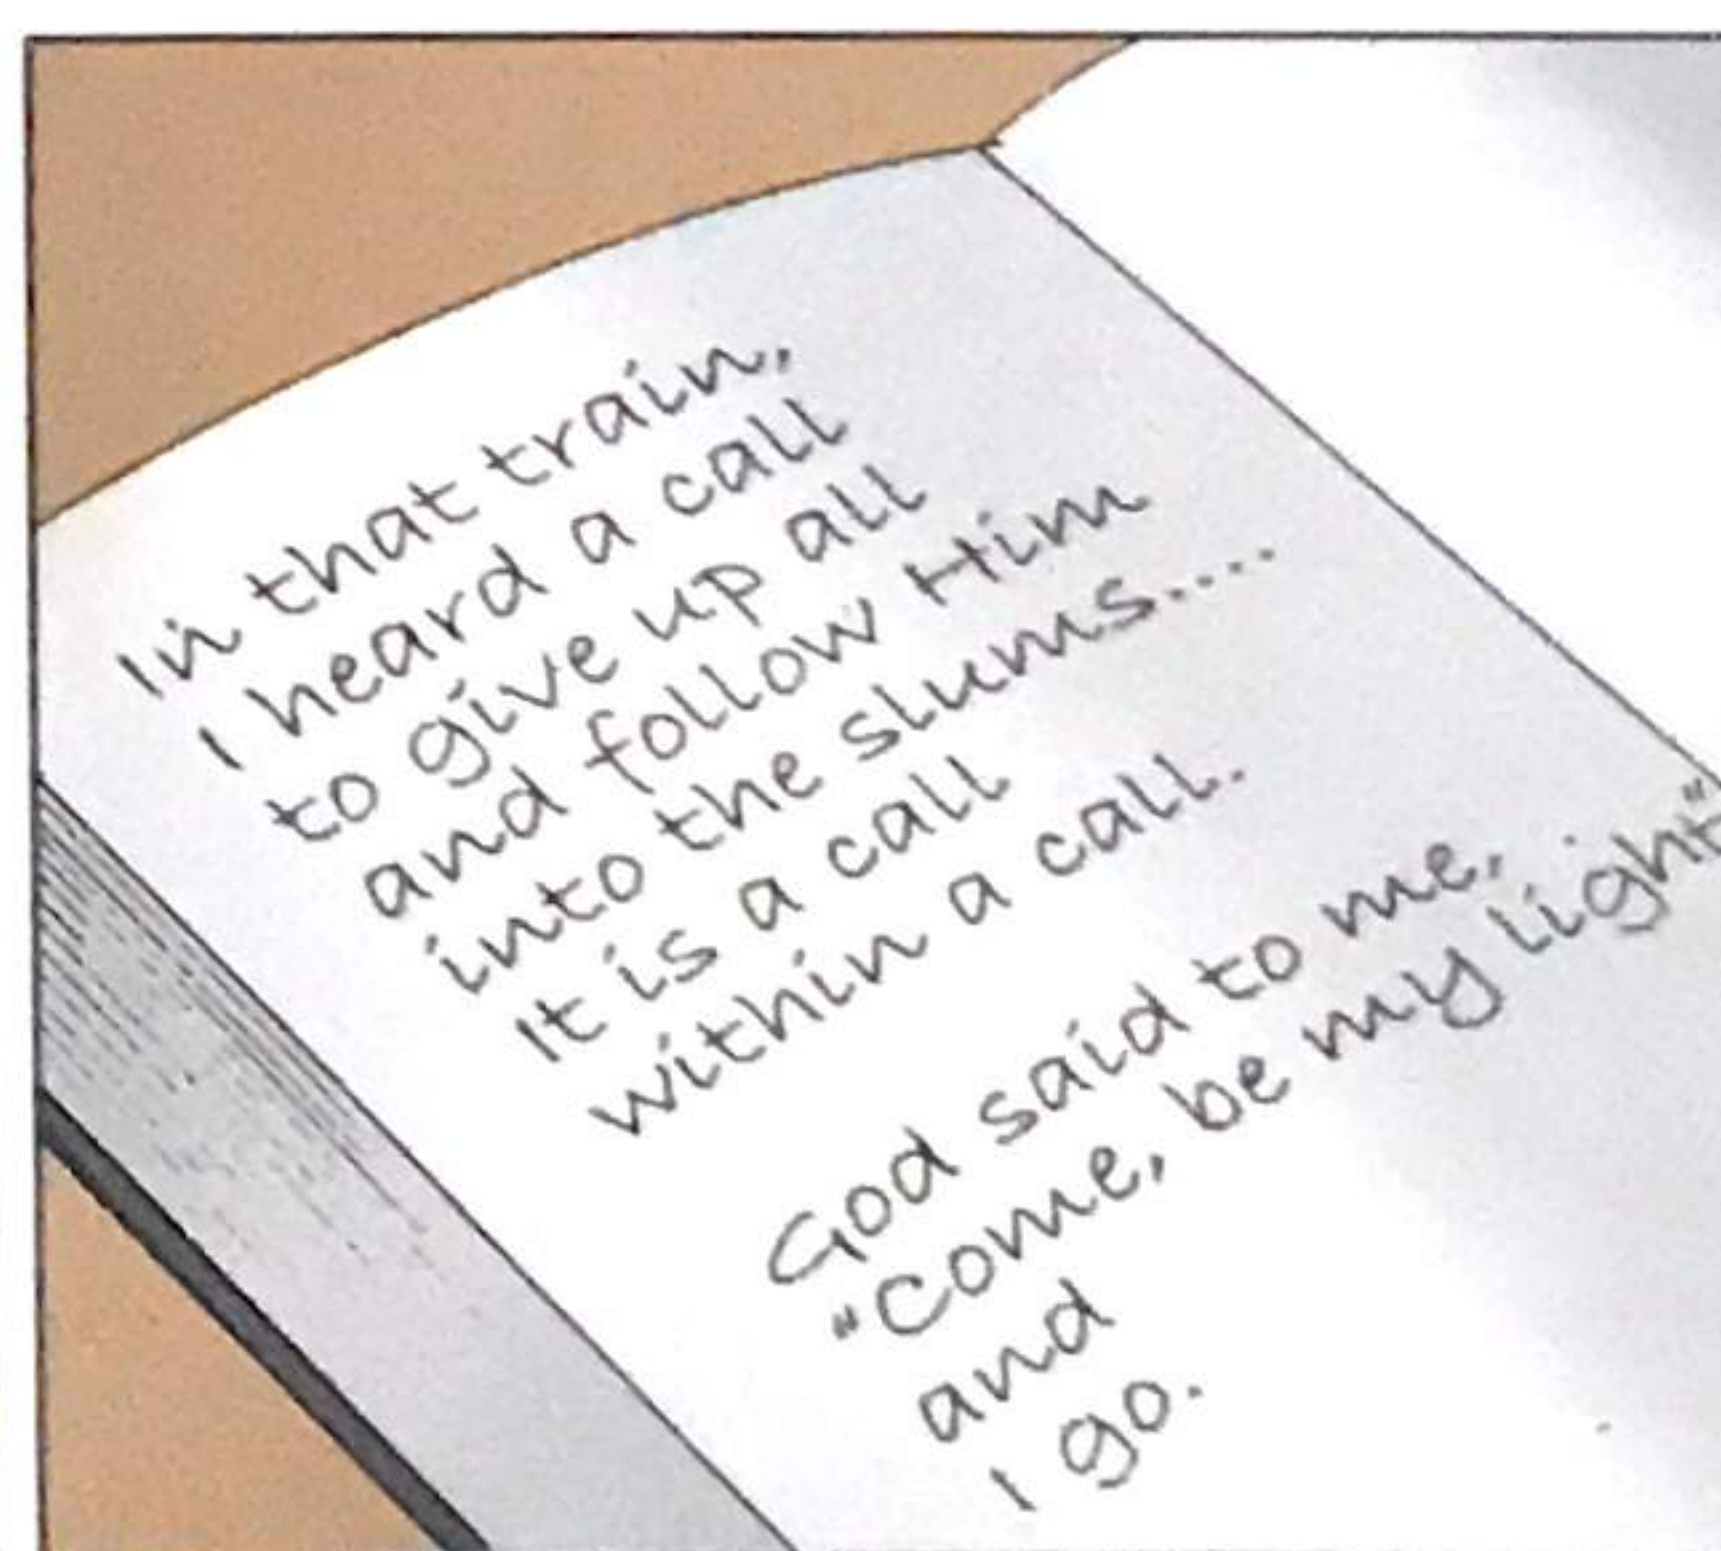 In that train,
I heard a call
to give up all
and follow Him
into the slums....
It is a call
within a call.
God said to me,
"Come, be my light"
and
I go.